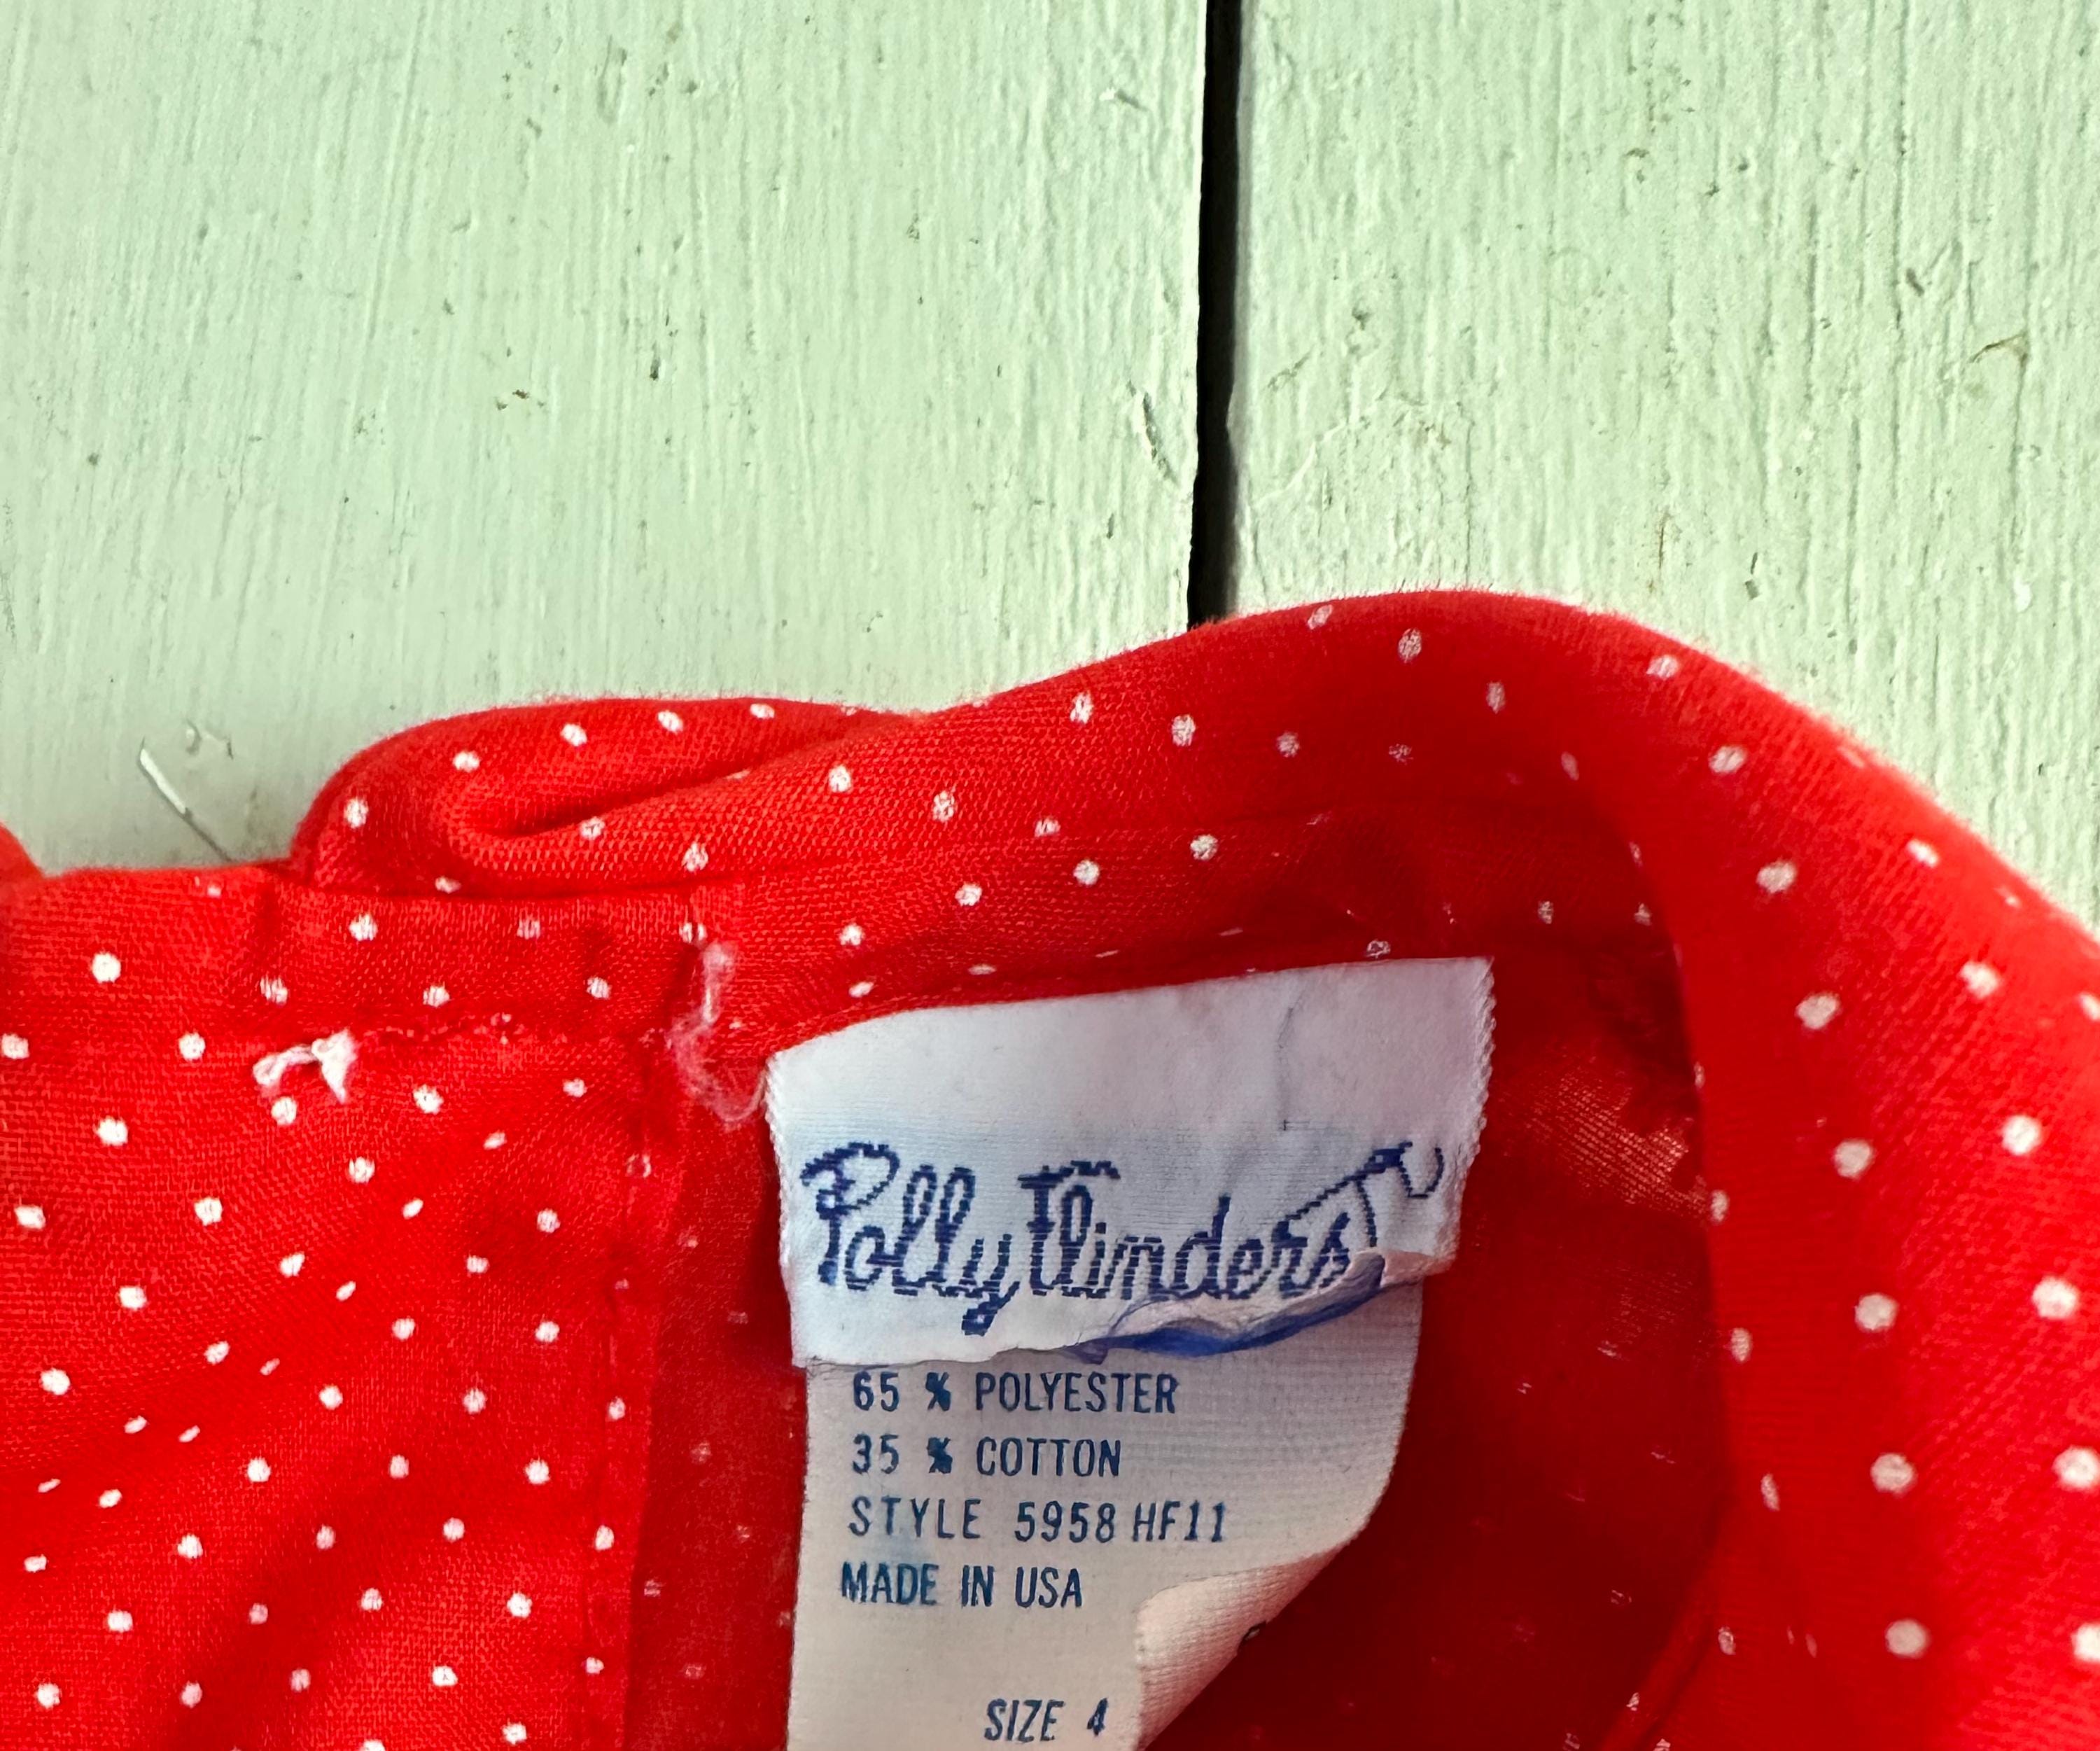 Polly Flinders
65 % POLYESTER
35 % COTTON
STYLE 5958 HF11
MADE IN USA
SIZE 4